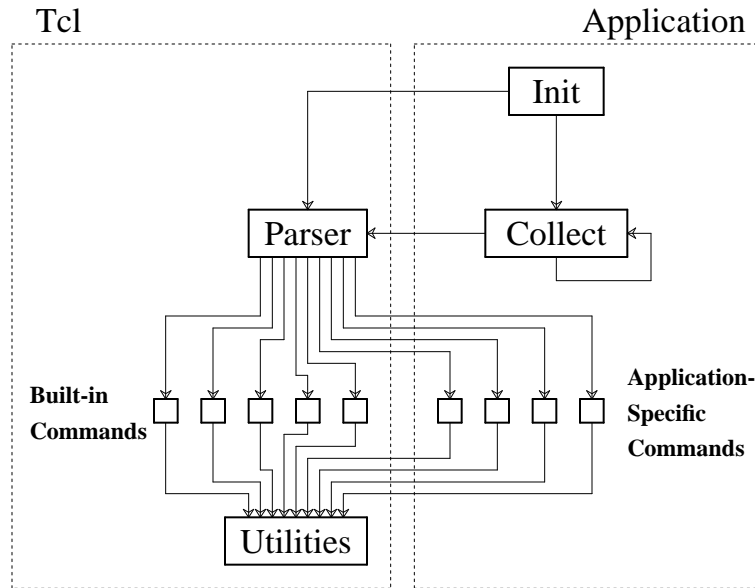 Tcl
Application
Init
Parser
Collect
Built-in
Commands
Application-
Specific
Commands
Utilities